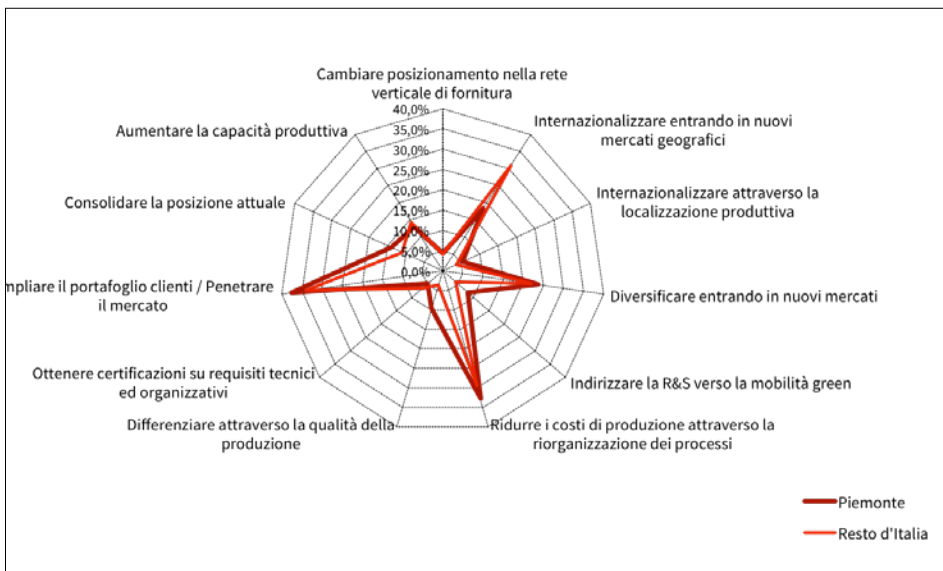 Cambiare posizionamento nella rete
verticale di fornitura
40,0%
35,0%
30,0%
25,0%
20,0%
15,0%
10,0%
5,0%
0,0%
Internazionalizzare entrando in nuovi
mercati geografici
Internazionalizzare attraverso la
localizzazione produttiva
Diversificare entrando in nuovi mercati
Indirizzare la R&S verso la mobilità green
Ridurre i costi di produzione attraverso la
riorganizzazione dei processi
Differenziare attraverso la qualità della
produzione
Ottenere certificazioni su requisiti tecnici
ed organizzativi
mpliare il portafoglio clienti / Penetrare
il mercato
Consolidare la posizione attuale
Aumentare la capacità produttiva
Piemonte
Resto d'Italia